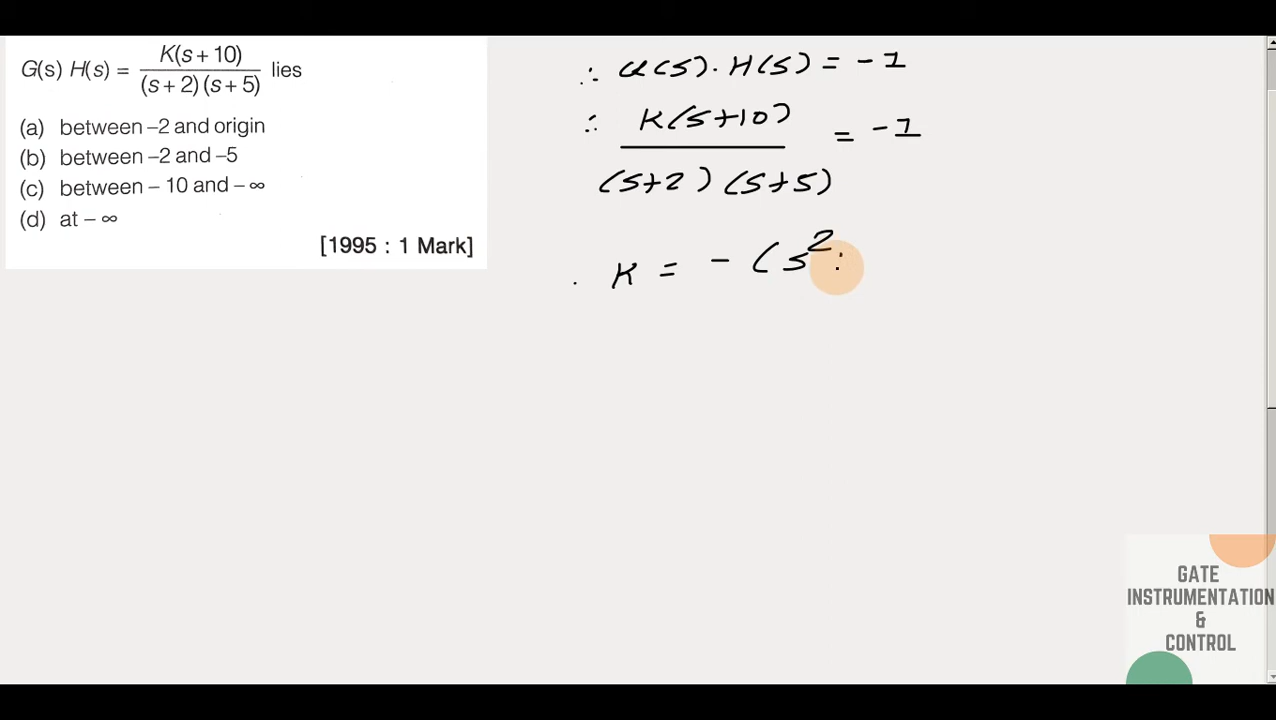 G(s) H(s) = K(s + 10) / (s + 2) (s + 5) lies
(a) between –2 and origin
(b) between –2 and –5
(c) between – 10 and – ∞
(d) at – ∞
[1995 : 1 Mark]
∴ G(s). H(s) = -1
∴ K(s+10) / (s+2) (s+5) = -1
. K = - (s²
GATE
INSTRUMENTATION
&
CONTROL